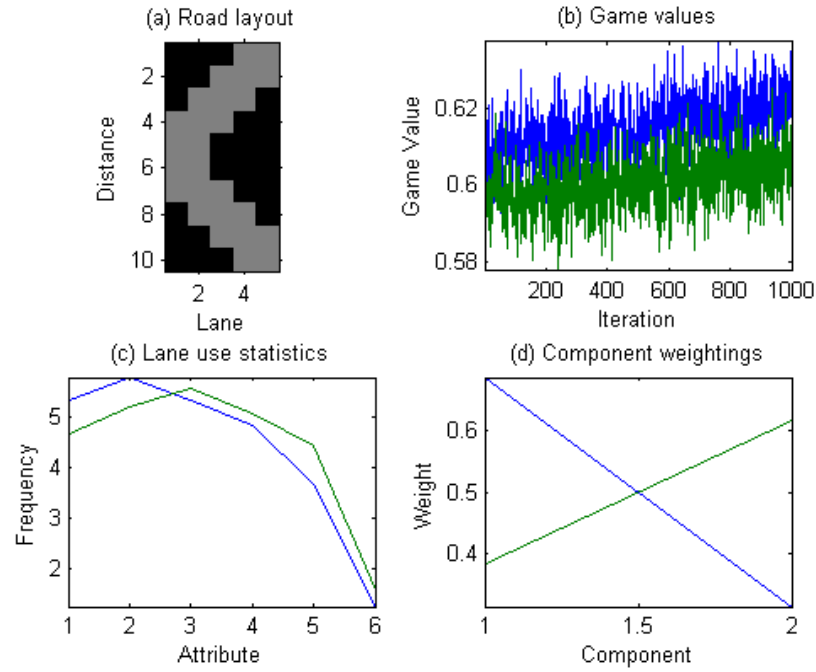 (a) Road layout
2
4
6
8
10
Distance
2 4
Lane
(b) Game values
0.62
0.6
0.58
Game Value
200 400 600 800 1000
Iteration
(c) Lane use statistics
5
4
3
2
Frequency
1 2 3 4 5 6
Attribute
(d) Component weightings
0.6
0.5
0.4
Weight
1 1.5 2
Component